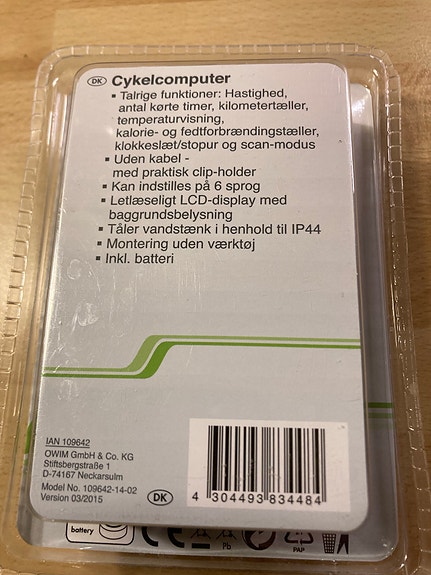 DK Cykelcomputer
▪ Talrige funktioner: Hastighed,
antal kørte timer, kilometertæller,
temperaturvisning,
kalorie- og fedtforbrændingstæller,
klokkeslæt/stopur og scan-modus
▪ Uden kabel -
med praktisk clip-holder
▪ Kan indstilles på 6 sprog
▪ Letlæseligt LCD-display med
baggrundsbelysning
▪ Tåler vandstænk i henhold til IP44
▪ Montering uden værktøj
▪ Inkl. batteri
IAN 109642
OWIM GmbH & Co. KG
Stiftsbergstraße 1
D-74167 Neckarsulm
Model No. 109642-14-02
Version 03/2015
DK
4 304493 834484
battery
CE
Pb
PAP